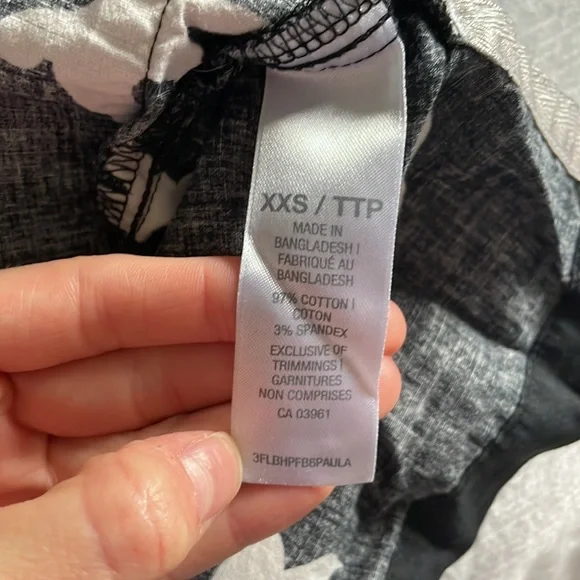 XXS / TTP
MADE IN
BANGLADESH |
FABRIQUÉ AU
BANGLADESH
97% COTTON |
COTON
3% SPANDEX
EXCLUSIVE OF
TRIMMINGS |
GARNITURES
NON COMPRISES
CA 03961
3FLBHPFB6PAULA